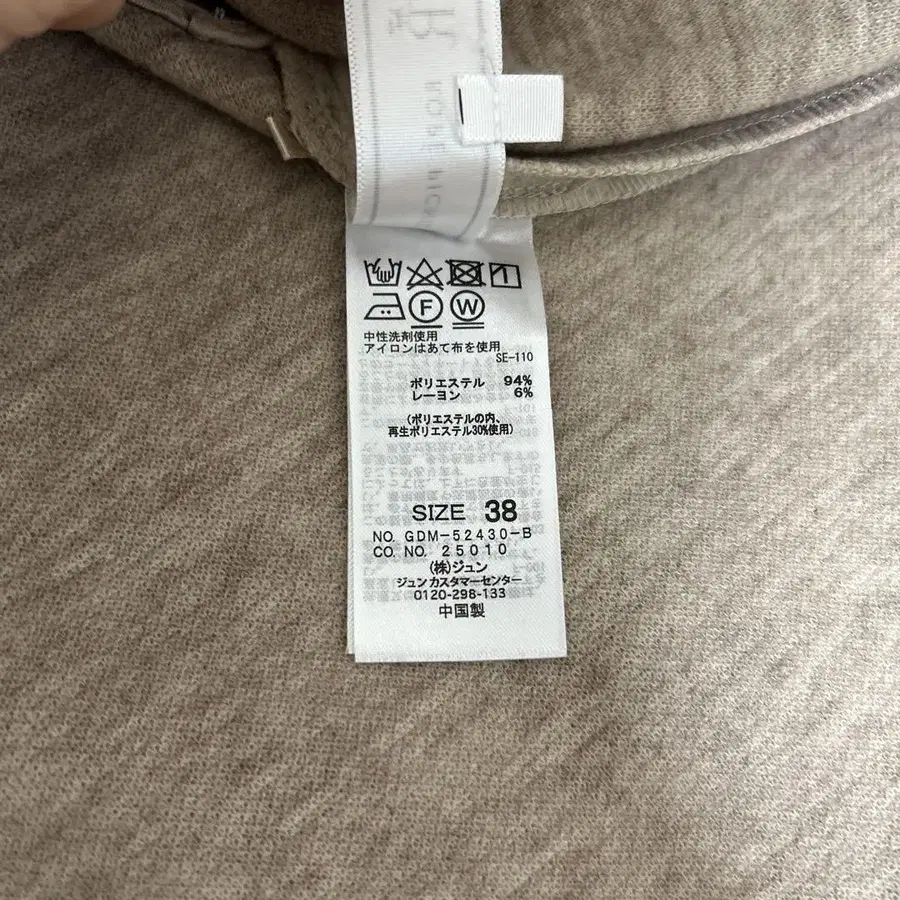 F
W
中性洗剤使用
アイロンはあて布を使用
SE-110
ポリエステル 94%
レーヨン 6%
(ポリエステルの内、
再生ポリエステル30%使用)
SIZE 38
NO. GDM-52430-B
CO. NO. 25010
(株)ジュン
ジュン カスタマーセンター
0120-298-133
中国製